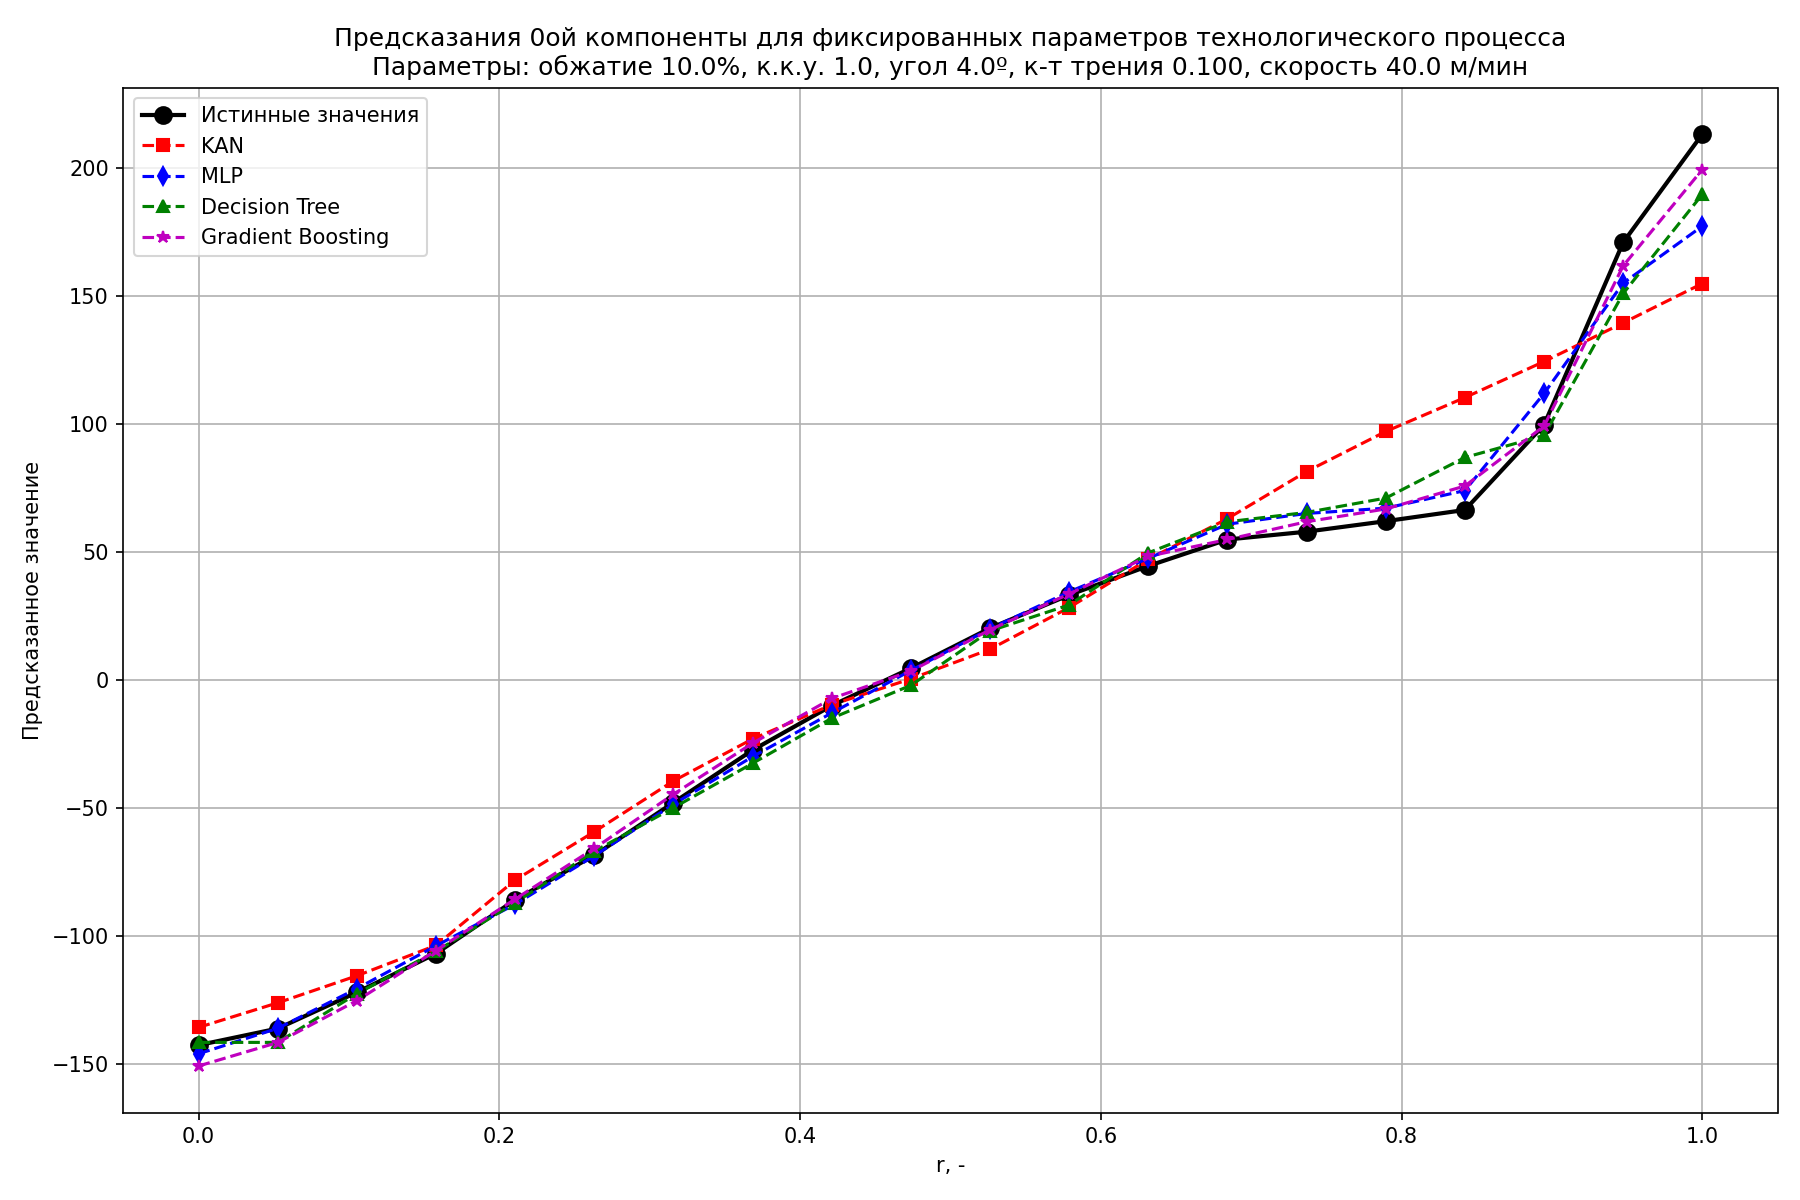 Предсказания 0ой компоненты для фиксированных параметров технологического процесса
Параметры: обжатие 10.0%, к.к.у. 1.0, угол 4.0º, к-т трения 0.100, скорость 40.0 м/мин
Истинные значения
KAN
MLP
Decision Tree
Gradient Boosting
Предсказанное значение
200
150
100
50
0
−50
−100
−150
0.0 0.2 0.4 0.6 0.8 1.0
r, -